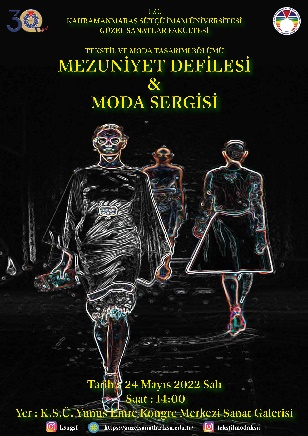 T.C.
KAHRAMANMARAŞ SÜTÇÜ İMAM ÜNİVERSİTESİ
GÜZEL SANATLAR FAKÜLTESİ
TEKSTİL VE MODA TASARIMI BÖLÜMÜ
MEZUNİYET DEFİLESİ
&
MODA SERGİSİ
Tarih : 24 Mayıs 2022 Salı
Saat : 14:00
Yer : K.S.Ü. Yunus Emre Kongre Merkezi Sanat Galerisi